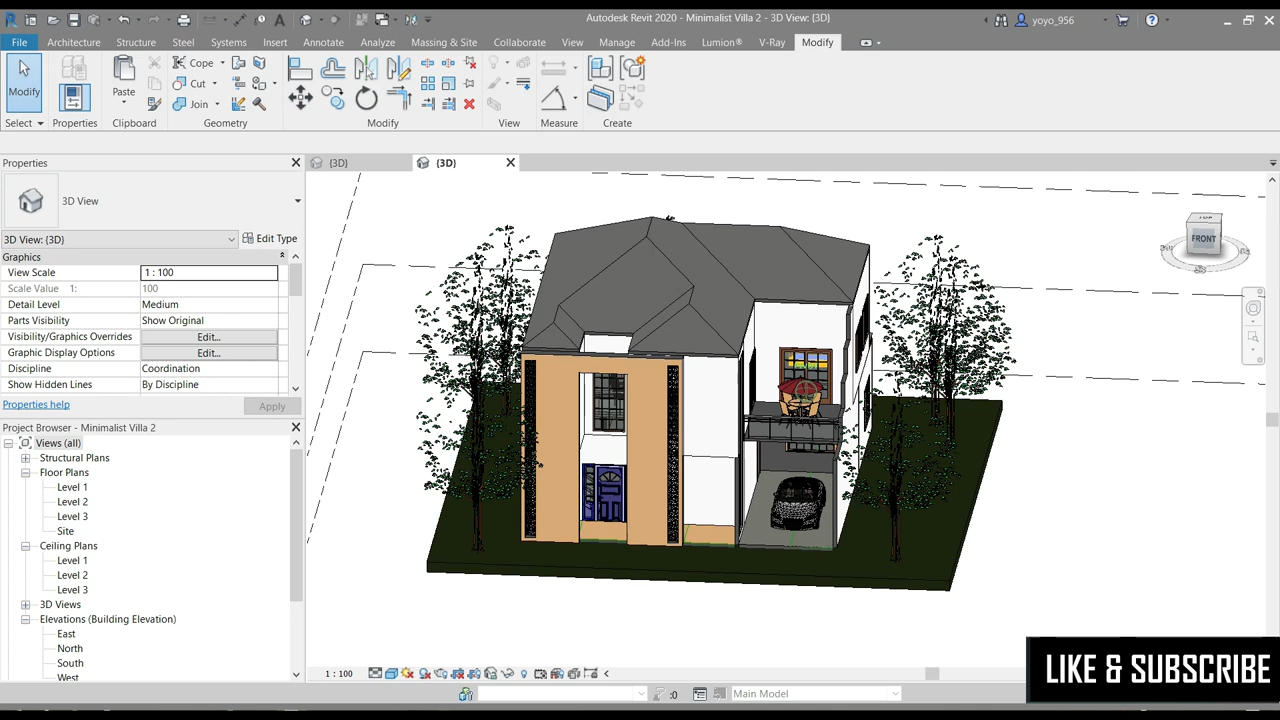 Autodesk Revit 2020 - Minimalist Villa 2 - 3D View: {3D}
yoyo_956
File
Architecture
Structure
Steel
Systems
Insert
Annotate
Analyze
Massing & Site
Collaborate
View
Manage
Add-Ins
Lumion®
V-Ray
Modify
Modify
Paste
Cope
Cut
Join
Select
Properties
Clipboard
Geometry
Modify
View
Measure
Create
Properties
{3D}
{3D}
3D View
3D View: {3D}
Edit Type
Graphics
View Scale
1 : 100
Scale Value 1:
100
Detail Level
Medium
Parts Visibility
Show Original
Visibility/Graphics Overrides
Edit...
Graphic Display Options
Edit...
Discipline
Coordination
Show Hidden Lines
By Discipline
Properties help
Apply
Project Browser - Minimalist Villa 2
Views (all)
Structural Plans
Floor Plans
Level 1
Level 2
Level 3
Site
Ceiling Plans
Level 1
Level 2
Level 3
3D Views
Elevations (Building Elevation)
East
North
South
West
TOP
FRONT
1 : 100
:0
Main Model
LIKE & SUBSCRIBE